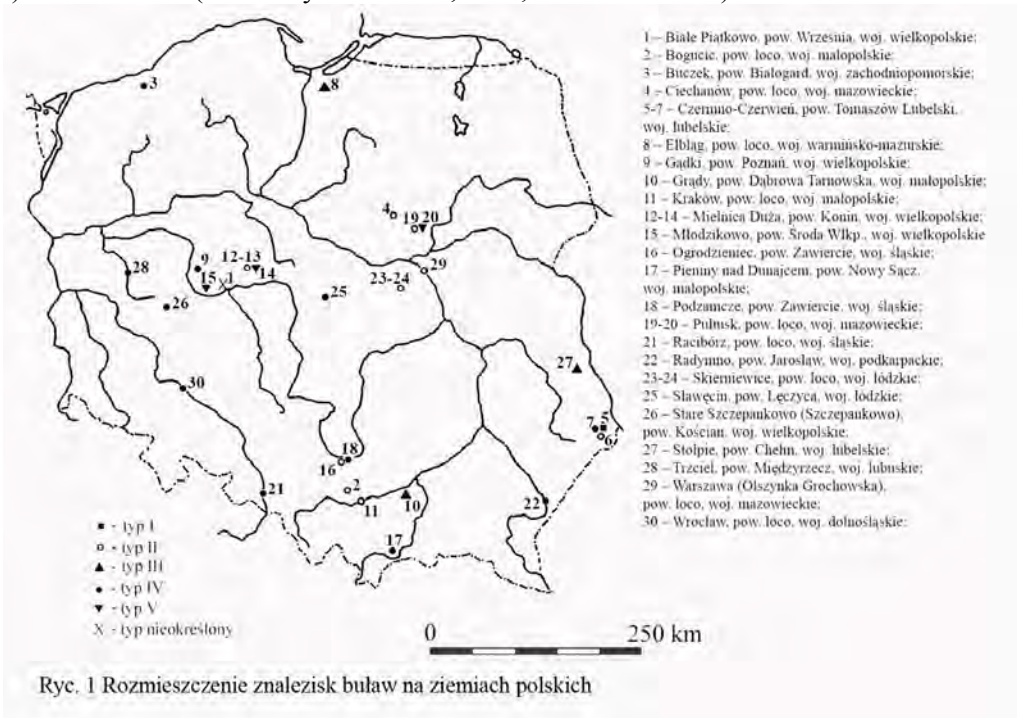 1 – Białe Piątkowo, pow. Września, woj. wielkopolskie;
2 – Bogucic, pow. loco, woj. małopolskie;
3 – Buczek, pow. Białogard, woj. zachodniopomorskie;
4 – Ciechanów, pow. loco, woj. mazowieckie;
5-7 – Czermno-Czerwień, pow. Tomaszów Lubelski,
woj. lubelskie;
8 – Elbląg, pow. loco, woj. warmińsko-mazurskie;
9 – Gądki, pow. Poznań, woj. wielkopolskie;
10 – Grądy, pow. Dąbrowa Tarnowska, woj. małopolskie;
11 – Kraków, pow. loco, woj. małopolskie;
12-14 – Mielnica Duża, pow. Konin, woj. wielkopolskie;
15 – Młodzikowo, pow. Środa Wlkp., woj. wielkopolskie
16 – Ogrodzieniec, pow. Zawiercie, woj. śląskie;
17 – Pieniny nad Dunajcem, pow. Nowy Sącz,
woj. małopolskie;
18 – Podzamcze, pow. Zawiercie, woj. śląskie;
19-20 – Pułtusk, pow. loco, woj. mazowieckie;
21 – Racibórz, pow. loco, woj. śląskie;
22 – Radymno, pow. Jarosław, woj. podkarpackie;
23-24 – Skierniewice, pow. loco, woj. łódzkie;
25 – Sławęcin, pow. Łęczyca, woj. łódzkie;
26 – Stare Szczepankowo (Szczepankowo),
pow. Kościan, woj. wielkopolskie;
27 – Stołpie, pow. Chełm, woj. lubelskie;
28 – Trzciel, pow. Międzyrzecz, woj. lubuskie;
29 – Warszawa (Olszynka Grochowska),
pow. loco, woj. mazowieckie;
30 – Wrocław, pow. loco, woj. dolnośląskie;
3
8
4
19 20
29
23-24
9
12-13
14
15
1
28
26
25
30
27
7 5
6
18
16
2
11
10
21
22
17
- typ I
- typ II
- typ III
- typ IV
- typ V
X - typ nieokreślony
0 250 km
Ryc. 1 Rozmieszczenie znalezisk buław na ziemiach polskich